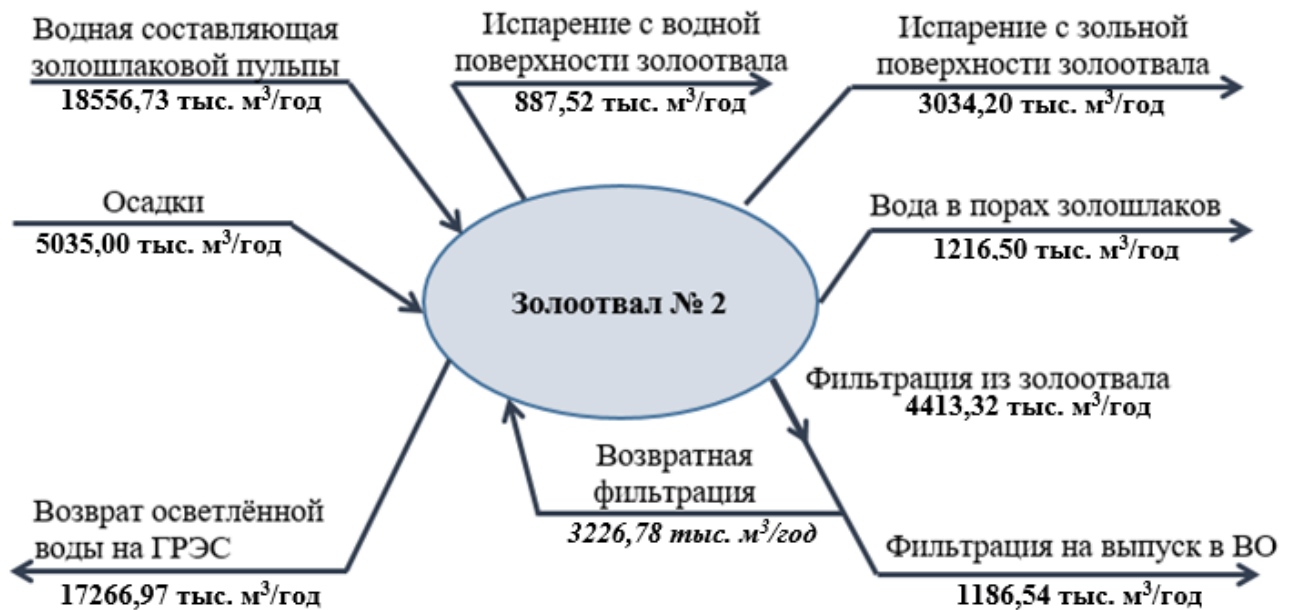 Водная составляющая
золошлаковой пульпы
18556,73 тыс. м³/год
Испарение с водной
поверхности золоотвала
887,52 тыс. м³/год
Испарение с зольной
поверхности золоотвала
3034,20 тыс. м³/год
Осадки
5035,00 тыс. м³/год
Вода в порах золошлаков
1216,50 тыс. м³/год
Золоотвал № 2
Фильтрация из золоотвала
4413,32 тыс. м³/год
Возвратная
фильтрация
3226,78 тыс. м³/год
Возврат осветлённой
воды на ГРЭС
17266,97 тыс. м³/год
Фильтрация на выпуск в ВО
1186,54 тыс. м³/год